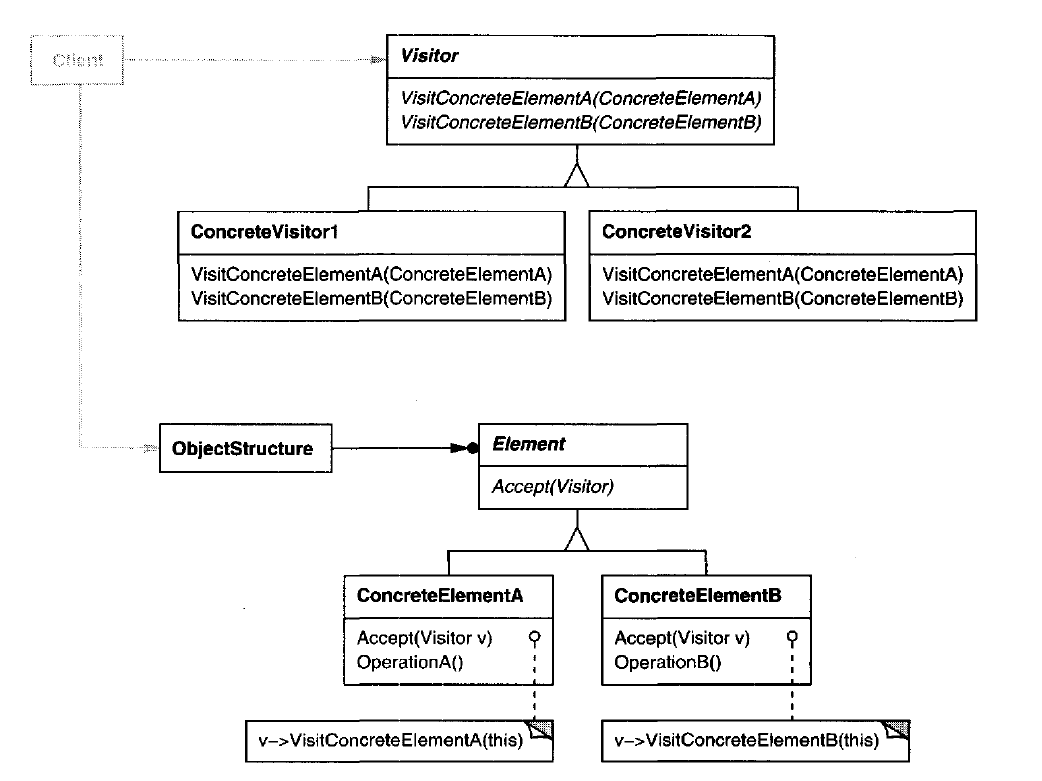 Client
Visitor
VisitConcreteElementA(ConcreteElementA)
VisitConcreteElementB(ConcreteElementB)
ConcreteVisitor1
VisitConcreteElementA(ConcreteElementA)
VisitConcreteElementB(ConcreteElementB)
ConcreteVisitor2
VisitConcreteElementA(ConcreteElementA)
VisitConcreteElementB(ConcreteElementB)
ObjectStructure
Element
Accept(Visitor)
ConcreteElementA
Accept(Visitor v)
OperationA()
ConcreteElementB
Accept(Visitor v)
OperationB()
v–>VisitConcreteElementA(this)
v–>VisitConcreteElementB(this)